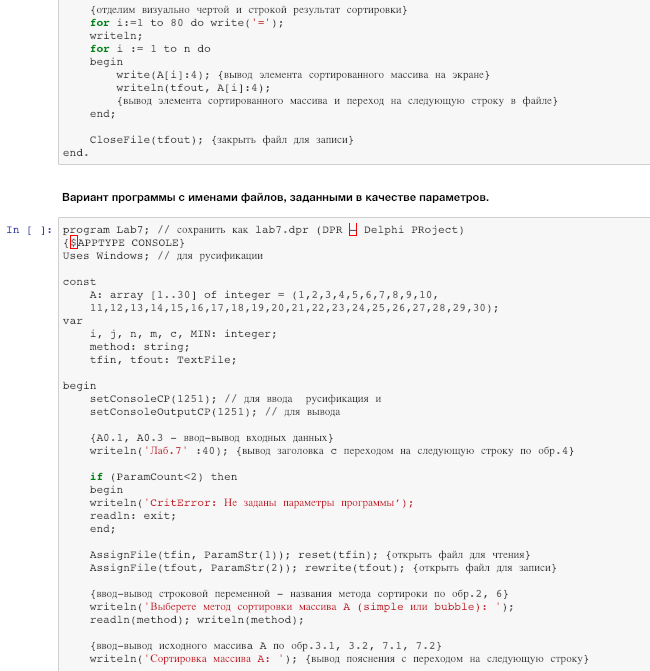 {отделим визуально чертой и строкой результат сортировки}
for i:=1 to 80 do write('=');
writeln;
for i := 1 to n do
begin
write(A[i]:4); {вывод элемента сортированного массива на экране}
writeln(tfout, A[i]:4);
{вывод элемента сортированного массива и переход на следующую строку в файле}
end;
CloseFile(tfout); {закрыть файл для записи}
end.
Вариант программы с именами файлов, заданными в качестве параметров.
In [ ]: program Lab7; // сохранить как lab7.dpr (DPR – Delphi PRoject)
{$APPTYPE CONSOLE}
Uses Windows; // для русификации
const
A: array [1..30] of integer = (1,2,3,4,5,6,7,8,9,10,
11,12,13,14,15,16,17,18,19,20,21,22,23,24,25,26,27,28,29,30);
var
i, j, n, m, c, MIN: integer;
method: string;
tfin, tfout: TextFile;
begin
setConsoleCP(1251); // для ввода русификация и
setConsoleOutputCP(1251); // для вывода
{A0.1, A0.3 – ввод-вывод входных данных}
writeln('Лаб.7' :40); {вывод заголовка с переходом на следующую строку по обр.4}
if (ParamCount<2) then
begin
writeln('CritError: Не заданы параметры программы’);
readln: exit;
end;
AssignFile(tfin, ParamStr(1)); reset(tfin); {открыть файл для чтения}
AssignFile(tfout, ParamStr(2)); rewrite(tfout); {открыть файл для записи}
{ввод-вывод строковой переменной – названия метода сортироки по обр.2, 6}
writeln('Выберете метод сортировки массива A (simple или bubble): ');
readln(method); writeln(method);
{ввод-вывод исходного массива A по обр.3.1, 3.2, 7.1, 7.2}
writeln('Сортировка массива A: '); {вывод пояснения с переходом на следующую строку}